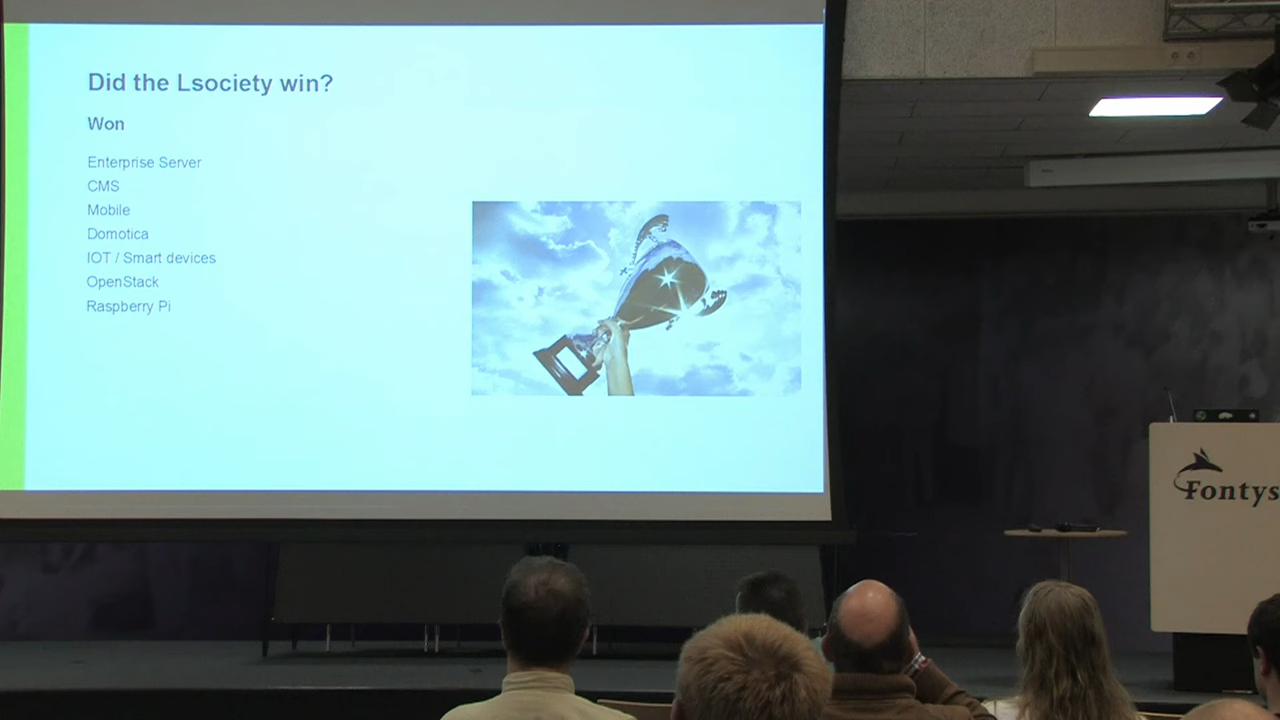 Did the Lsociety win?
Won
Enterprise Server
CMS
Mobile
Domotica
IOT / Smart devices
OpenStack
Raspberry Pi
Fontys